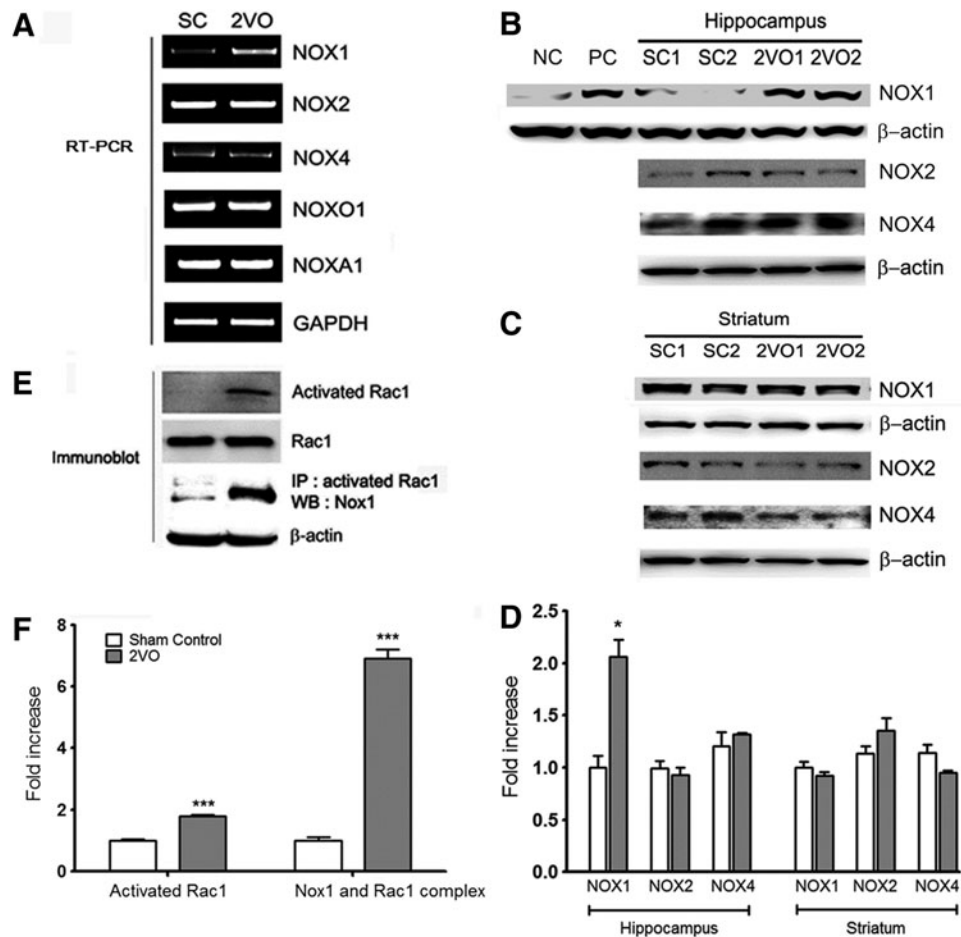 A
SC 2VO
RT-PCR
NOX1
NOX2
NOX4
NOXO1
NOXA1
GAPDH
B
Hippocampus
NC PC SC1 SC2 2VO1 2VO2
NOX1
β-actin
NOX2
NOX4
β-actin
C
Striatum
SC1 SC2 2VO1 2VO2
NOX1
β-actin
NOX2
NOX4
β-actin
E
Immunoblot
Activated Rac1
Rac1
IP : activated Rac1
WB : Nox1
β-actin
F
Sham Control
2VO
Fold increase
8
6
4
2
0
***
***
Activated Rac1 Nox1 and Rac1 complex
D
Fold increase
2.5
2.0
1.5
1.0
0.5
0.0
*
NOX1 NOX2 NOX4 NOX1 NOX2 NOX4
Hippocampus Striatum